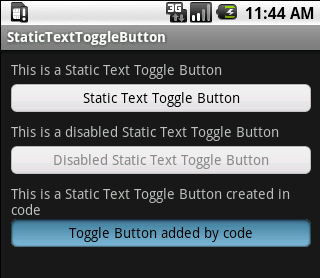 3G 11:44 AM
StaticTextToggleButton
This is a Static Text Toggle Button
Static Text Toggle Button
This is a disabled Static Text Toggle Button
Disabled Static Text Toggle Button
This is a Static Text Toggle Button created in
code
Toggle Button added by code